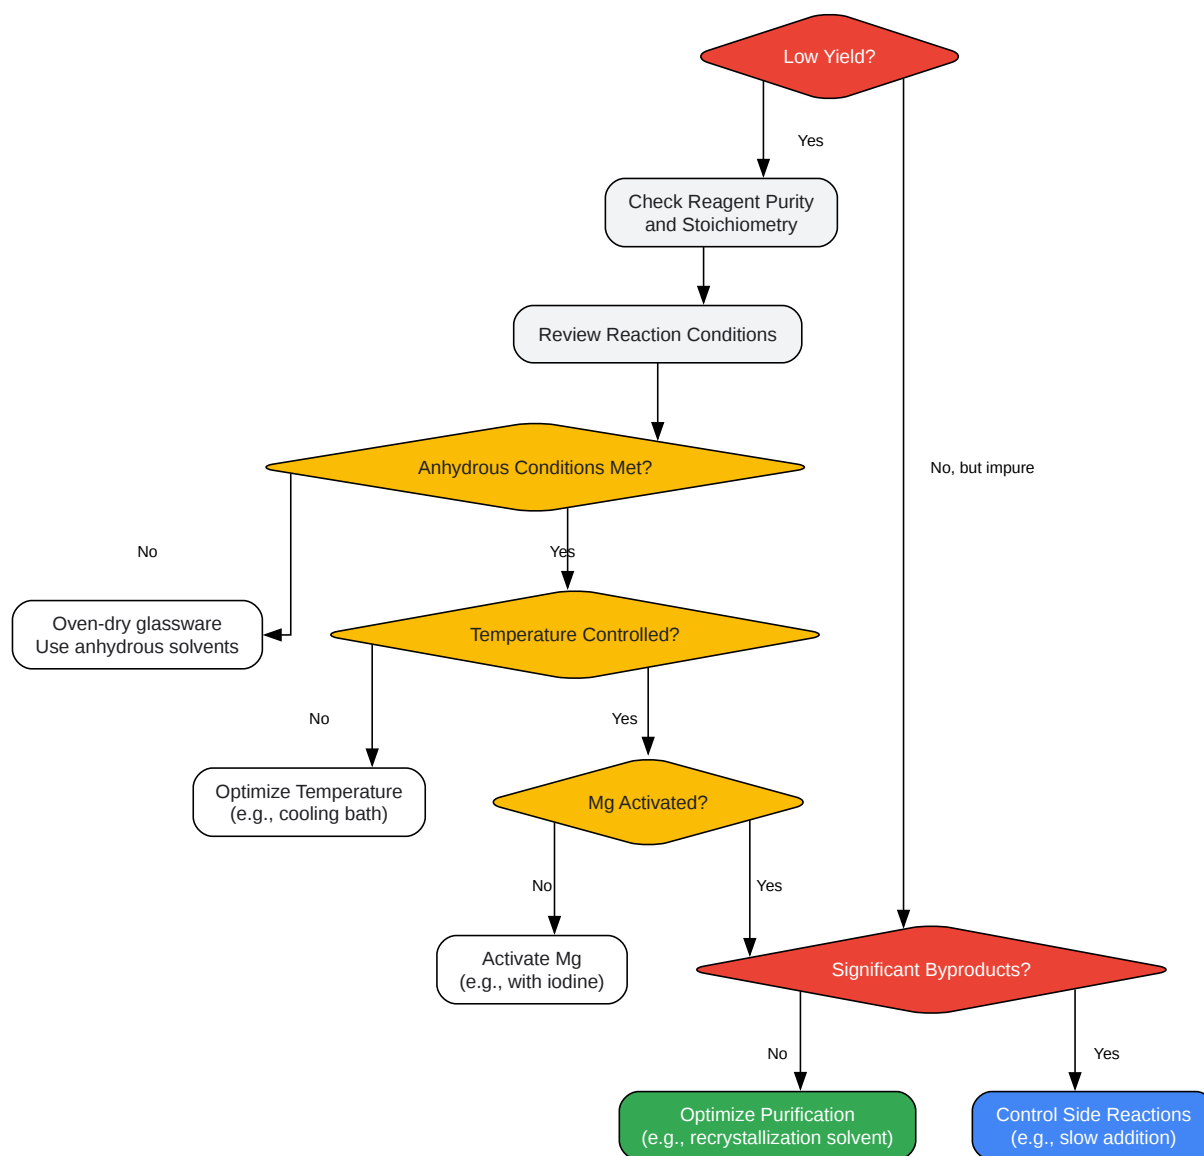 Low Yield?
Yes
Check Reagent Purity
and Stoichiometry
Review Reaction Conditions
Anhydrous Conditions Met?
No, but impure
No
Yes
Oven-dry glassware
Use anhydrous solvents
Temperature Controlled?
No
Yes
Optimize Temperature
(e.g., cooling bath)
Mg Activated?
No
Yes
Activate Mg
(e.g., with iodine)
Significant Byproducts?
No
Yes
Optimize Purification
(e.g., recrystallization solvent)
Control Side Reactions
(e.g., slow addition)